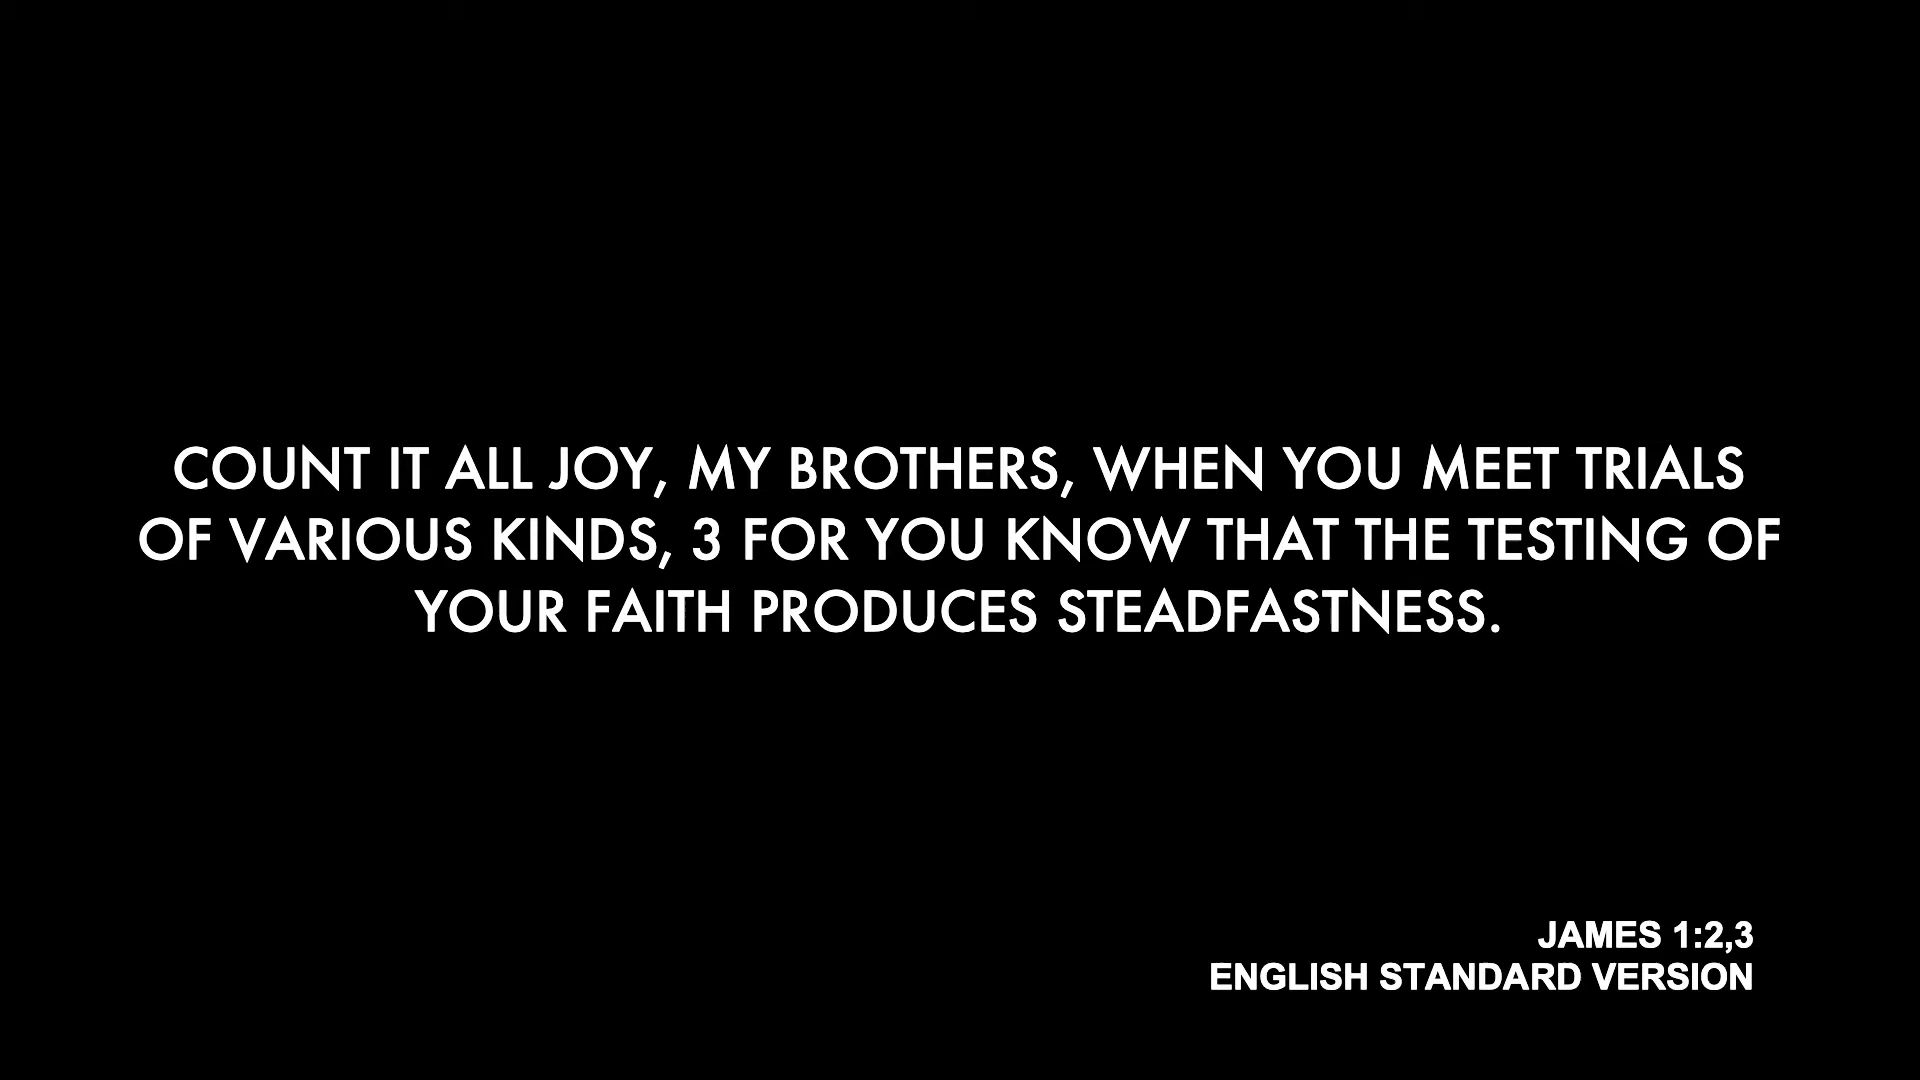 COUNT IT ALL JOY, MY BROTHERS, WHEN YOU MEET TRIALS
OF VARIOUS KINDS, 3 FOR YOU KNOW THAT THE TESTING OF
YOUR FAITH PRODUCES STEADFASTNESS.
JAMES 1:2,3
ENGLISH STANDARD VERSION